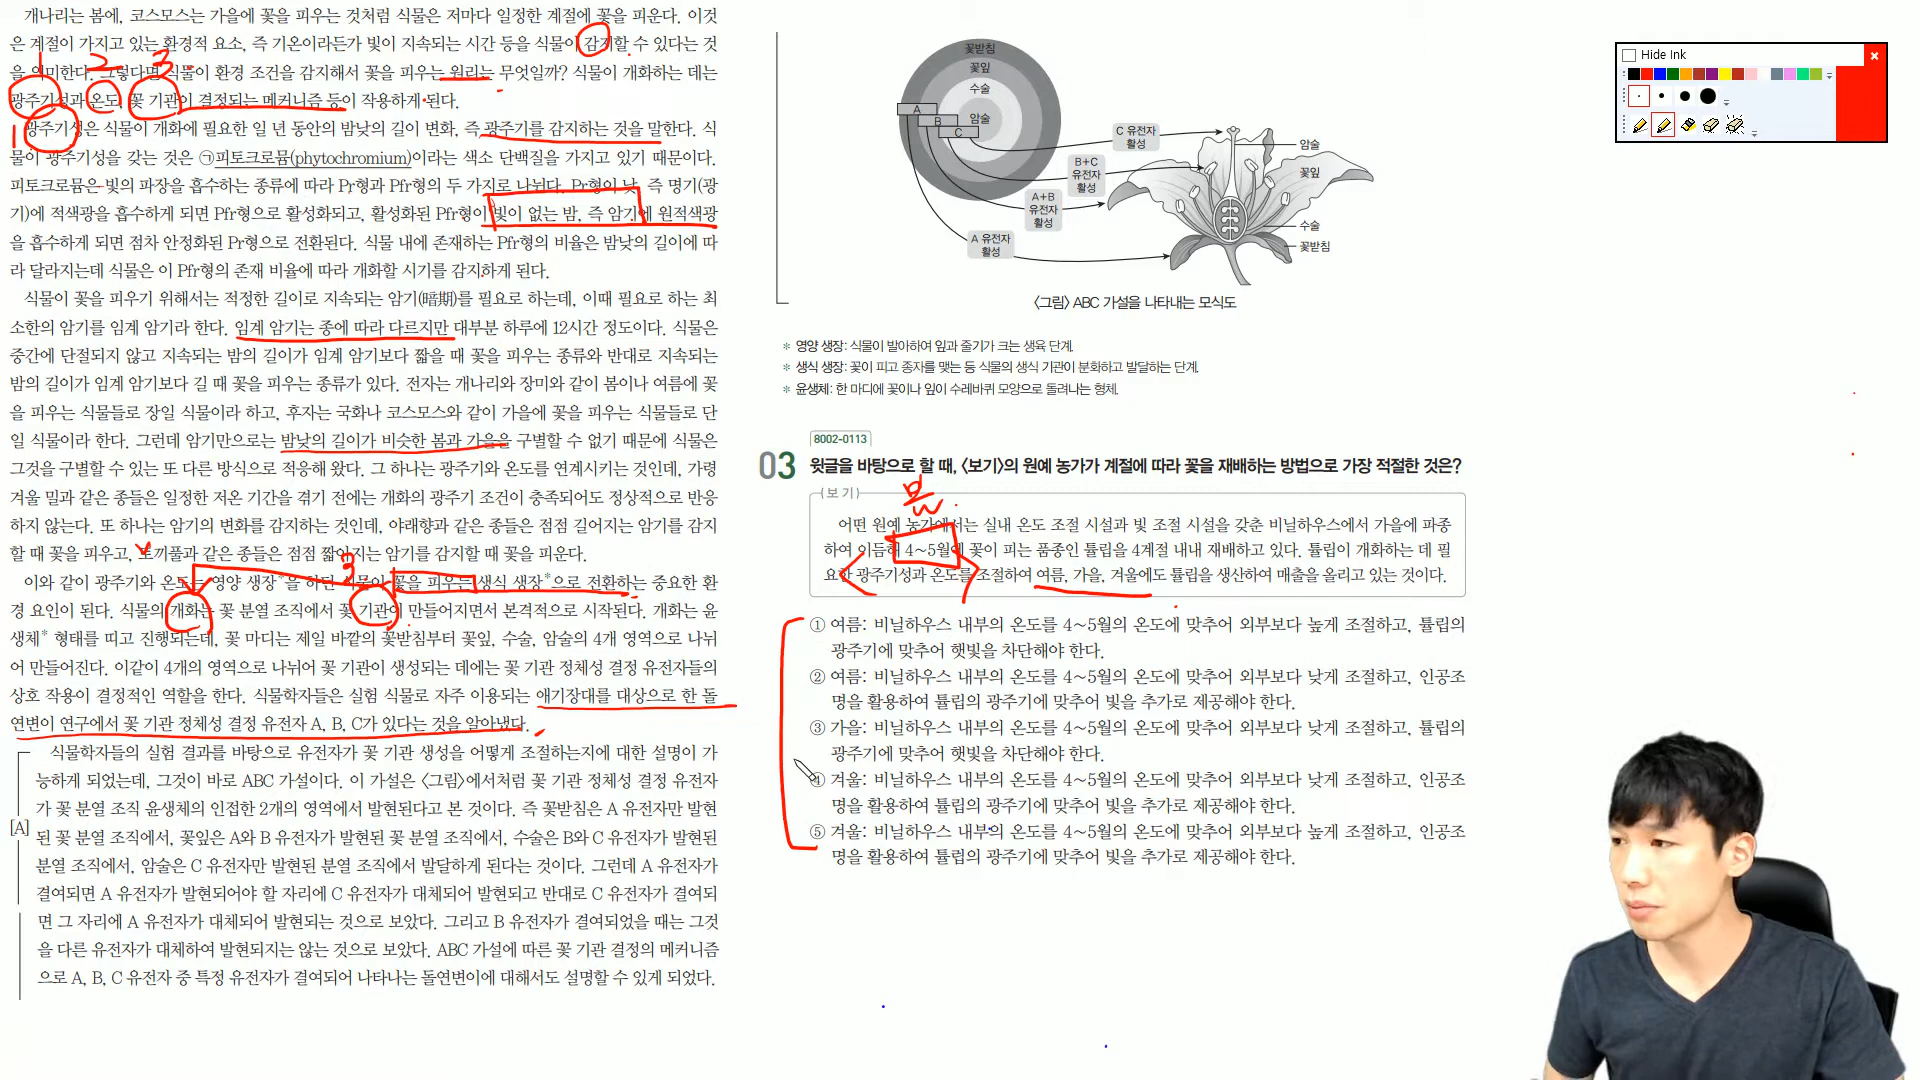 개나리는 봄에, 코스모스는 가을에 꽃을 피우는 것처럼 식물은 저마다 일정한 계절에 꽃을 피운다. 이것
은 계절이 가지고 있는 환경적 요소, 즉 기온이라든가 빛이 지속되는 시간 등을 식물이 감지할 수 있다는 것
을 의미한다. 그렇다면 식물이 환경 조건을 감지해서 꽃을 피우는 원리는 무엇일까? 식물이 개화하는 데는
광주기성과 온도, 꽃 기관이 결정되는 메커니즘 등이 작용하게 된다.
광주기성은 식물이 개화에 필요한 일 년 동안의 밤낮의 길이 변화, 즉 광주기를 감지하는 것을 말한다. 식
물이 광주기성을 갖는 것은 ㉠피토크로뮴(phytochromium)이라는 색소 단백질을 가지고 있기 때문이다.
피토크로뮴은 빛의 파장을 흡수하는 종류에 따라 Pr형과 Pfr형의 두 가지로 나뉜다. Pr형이 낮, 즉 명기(광
기)에 적색광을 흡수하게 되면 Pfr형으로 활성화되고, 활성화된 Pfr형이 빛이 없는 밤, 즉 암기에 원적색광
을 흡수하게 되면 점차 안정화된 Pr형으로 전환된다. 식물 내에 존재하는 Pfr형의 비율은 밤낮의 길이에 따
라 달라지는데 식물은 이 Pfr형의 존재 비율에 따라 개화할 시기를 감지하게 된다.
식물이 꽃을 피우기 위해서는 적정한 길이로 지속되는 암기(暗期)를 필요로 하는데, 이때 필요로 하는 최
소한의 암기를 임계 암기라 한다. 임계 암기는 종에 따라 다르지만 대부분 하루에 12시간 정도이다. 식물은
중간에 단절되지 않고 지속되는 밤의 길이가 임계 암기보다 짧을 때 꽃을 피우는 종류와 반대로 지속되는
밤의 길이가 임계 암기보다 길 때 꽃을 피우는 종류가 있다. 전자는 개나리와 장미와 같이 봄이나 여름에 꽃
을 피우는 식물들로 장일 식물이라 하고, 후자는 국화나 코스모스와 같이 가을에 꽃을 피우는 식물들로 단
일 식물이라 한다. 그런데 암기만으로는 밤낮의 길이가 비슷한 봄과 가을을 구별할 수 없기 때문에 식물은
그것을 구별할 수 있는 또 다른 방식으로 적응해 왔다. 그 하나는 광주기와 온도를 연계시키는 것인데, 가령
겨울 밀과 같은 종들은 일정한 저온 기간을 겪기 전에는 개화의 광주기 조건이 충족되어도 정상적으로 반응
하지 않는다. 또 하나는 암기의 변화를 감지하는 것인데, 야래향과 같은 종들은 점점 길어지는 암기를 감지
할 때 꽃을 피우고, 토끼풀과 같은 종들은 점점 짧아지는 암기를 감지할 때 꽃을 피운다.
이와 같이 광주기와 온도는 영양 생장*을 하던 식물이 꽃을 피우는 생식 생장*으로 전환하는 중요한 환
경 요인이 된다. 식물의 개화는 꽃 분열 조직에서 꽃 기관이 만들어지면서 본격적으로 시작된다. 개화는 윤
생체* 형태를 띠고 진행되는데, 꽃 마디는 제일 바깥의 꽃받침부터 꽃잎, 수술, 암술의 4개 영역으로 나뉘
어 만들어진다. 이같이 4개의 영역으로 나뉘어 꽃 기관이 생성되는 데에는 꽃 기관 정체성 결정 유전자들의
상호 작용이 결정적인 역할을 한다. 식물학자들은 실험 식물로 자주 이용되는 애기장대를 대상으로 한 돌
연변이 연구에서 꽃 기관 정체성 결정 유전자 A, B, C가 있다는 것을 알아냈다.
[A]
식물학자들의 실험 결과를 바탕으로 유전자가 꽃 기관 생성을 어떻게 조절하는지에 대한 설명이 가
능하게 되었는데, 그것이 바로 ABC 가설이다. 이 가설은 〈그림〉에서처럼 꽃 기관 정체성 결정 유전자
가 꽃 분열 조직 윤생체의 인접한 2개의 영역에서 발현된다고 본 것이다. 즉 꽃받침은 A 유전자만 발현
된 꽃 분열 조직에서, 꽃잎은 A와 B 유전자가 발현된 꽃 분열 조직에서, 수술은 B와 C 유전자가 발현된
분열 조직에서, 암술은 C 유전자만 발현된 분열 조직에서 발달하게 된다는 것이다. 그런데 A 유전자가
결여되면 A 유전자가 발현되어야 할 자리에 C 유전자가 대체되어 발현되고 반대로 C 유전자가 결여되
면 그 자리에 A 유전자가 대체되어 발현되는 것으로 보았다. 그리고 B 유전자가 결여되었을 때는 그것
을 다른 유전자가 대체하여 발현되지는 않는 것으로 보았다. ABC 가설에 따른 꽃 기관 결정의 메커니즘
으로 A, B, C 유전자 중 특정 유전자가 결여되어 나타나는 돌연변이에 대해서도 설명할 수 있게 되었다.
1 2 3
1
3
꽃받침
꽃잎
수술
암술
A
B
C
C 유전자
활성
B+C
유전자
활성
A+B
유전자
활성
A 유전자
활성
암술
꽃잎
수술
꽃받침
〈그림〉 ABC 가설을 나타내는 모식도
* 영양 생장: 식물이 발아하여 잎과 줄기가 크는 생육 단계.
* 생식 생장: 꽃이 피고 종자를 맺는 등 식물의 생식 기관이 분화하고 발달하는 단계.
* 윤생체: 한 마디에 꽃이나 잎이 수레바퀴 모양으로 돌려나는 형체.
8002-0113
03 윗글을 바탕으로 할 때, 〈보기〉의 원예 농가가 계절에 따라 꽃을 재배하는 방법으로 가장 적절한 것은?
(보기)
봄
어떤 원예 농가에서는 실내 온도 조절 시설과 빛 조절 시설을 갖춘 비닐하우스에서 가을에 파종
하여 이듬해 4～5월에 꽃이 피는 품종인 튤립을 4계절 내내 재배하고 있다. 튤립이 개화하는 데 필
요한 광주기성과 온도를 조절하여 여름, 가을, 겨울에도 튤립을 생산하여 매출을 올리고 있는 것이다.
① 여름: 비닐하우스 내부의 온도를 4～5월의 온도에 맞추어 외부보다 높게 조절하고, 튤립의
광주기에 맞추어 햇빛을 차단해야 한다.
② 여름: 비닐하우스 내부의 온도를 4～5월의 온도에 맞추어 외부보다 낮게 조절하고, 인공조
명을 활용하여 튤립의 광주기에 맞추어 빛을 추가로 제공해야 한다.
③ 가을: 비닐하우스 내부의 온도를 4～5월의 온도에 맞추어 외부보다 낮게 조절하고, 튤립의
광주기에 맞추어 햇빛을 차단해야 한다.
④ 겨울: 비닐하우스 내부의 온도를 4～5월의 온도에 맞추어 외부보다 낮게 조절하고, 인공조
명을 활용하여 튤립의 광주기에 맞추어 빛을 추가로 제공해야 한다.
⑤ 겨울: 비닐하우스 내부의 온도를 4～5월의 온도에 맞추어 외부보다 높게 조절하고, 인공조
명을 활용하여 튤립의 광주기에 맞추어 빛을 추가로 제공해야 한다.
Hide Ink